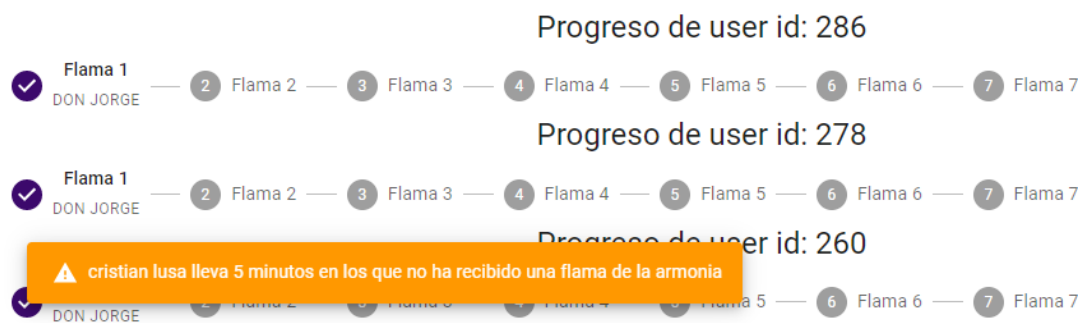 Progreso de user id: 286
Flama 1
DON JORGE
2 Flama 2
3 Flama 3
4 Flama 4
5 Flama 5
6 Flama 6
7 Flama 7
Progreso de user id: 278
Flama 1
DON JORGE
2 Flama 2
3 Flama 3
4 Flama 4
5 Flama 5
6 Flama 6
7 Flama 7
Progreso de user id: 260
cristian lusa lleva 5 minutos en los que no ha recibido una flama de la armonia
DON JORGE
5
6 Flama 6
7 Flama 7